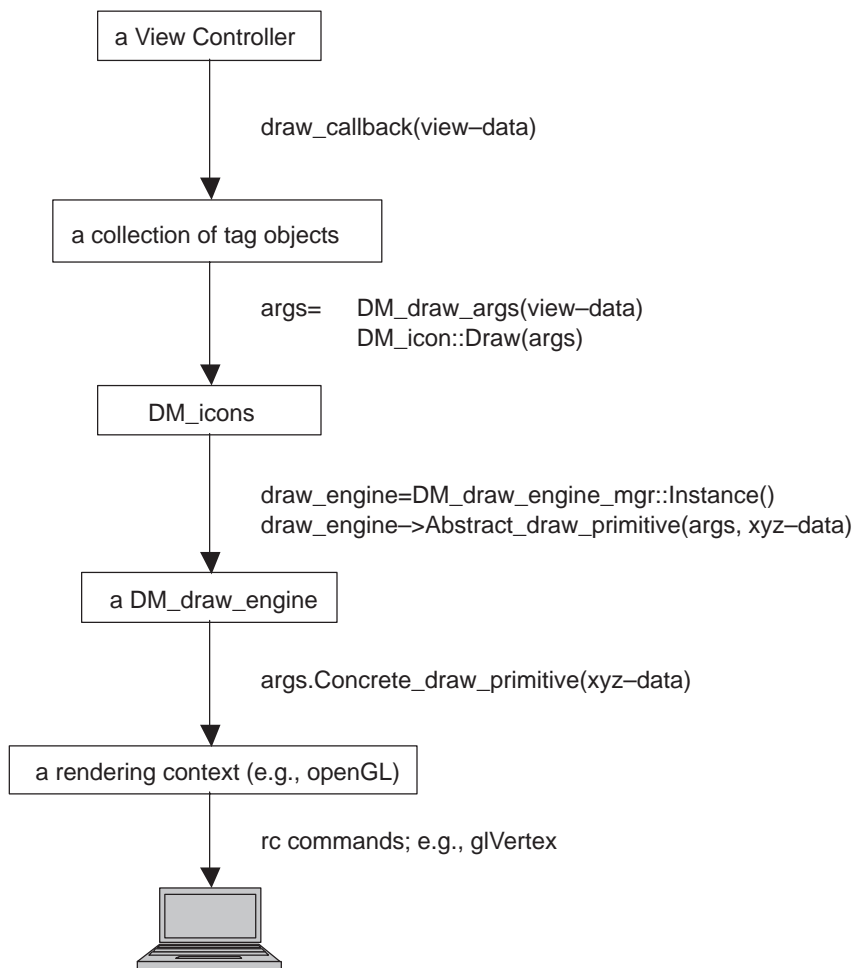 a View Controller
draw_callback(view–data)
a collection of tag objects
args= DM_draw_args(view–data)
DM_icon::Draw(args)
DM_icons
draw_engine=DM_draw_engine_mgr::Instance()
draw_engine–>Abstract_draw_primitive(args, xyz–data)
a DM_draw_engine
args.Concrete_draw_primitive(xyz–data)
a rendering context (e.g., openGL)
rc commands; e.g., glVertex